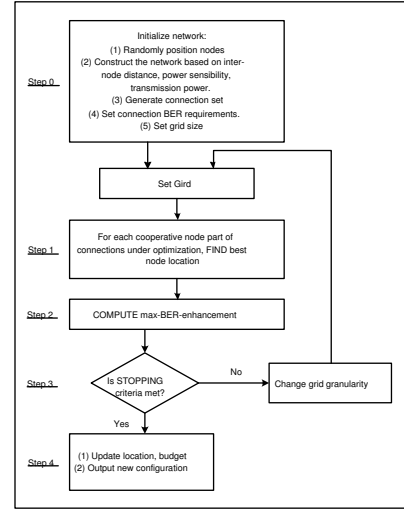 Initialize network:
(1) Randomly position nodes
(2) Construct the network based on inter-
node distance, power sensibility,
transmission power.
(3) Generate connection set
(4) Set connection BER requirements.
(5) Set grid size
Step 0
Set Gird
For each cooperative node part of
connections under optimization, FIND best
node location
Step 1
COMPUTE max-BER-enhancement
Step 2
Is STOPPING
criteria met?
Step 3
No
Change grid granularity
Yes
(1) Update location, budget
(2) Output new configuration
Step 4